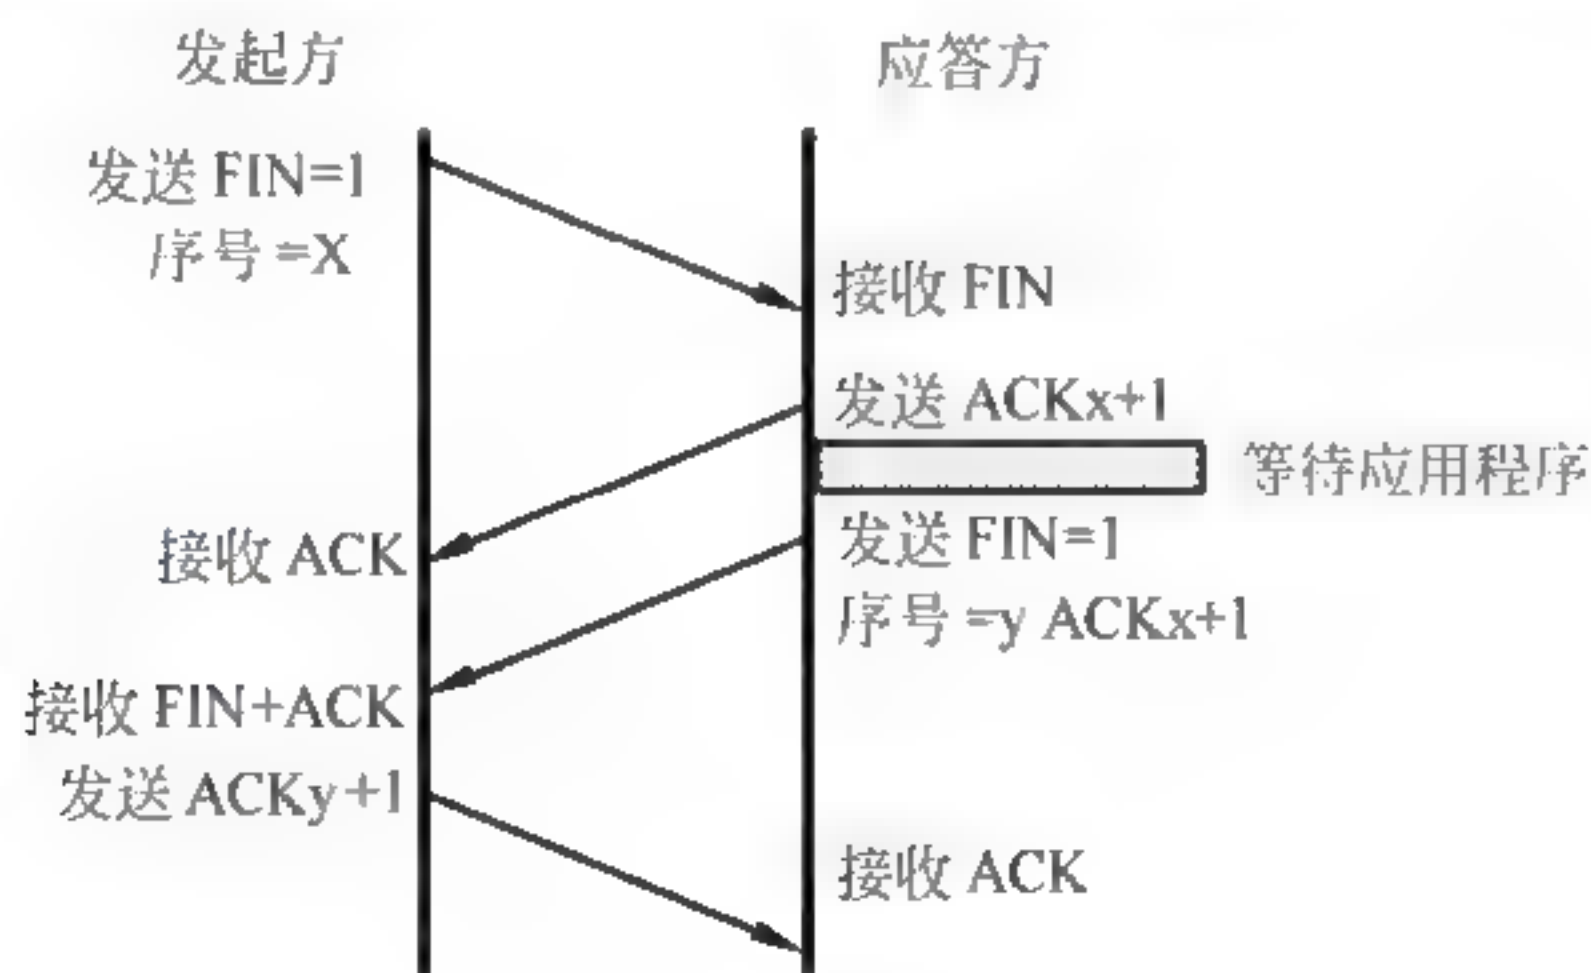 发起方
应答方
发送 FIN=1
序号 =X
接收 FIN
发送 ACKx+1
等待应用程序
接收 ACK
发送 FIN=1
序号 =y ACKx+1
接收 FIN+ACK
发送 ACKy+1
接收 ACK